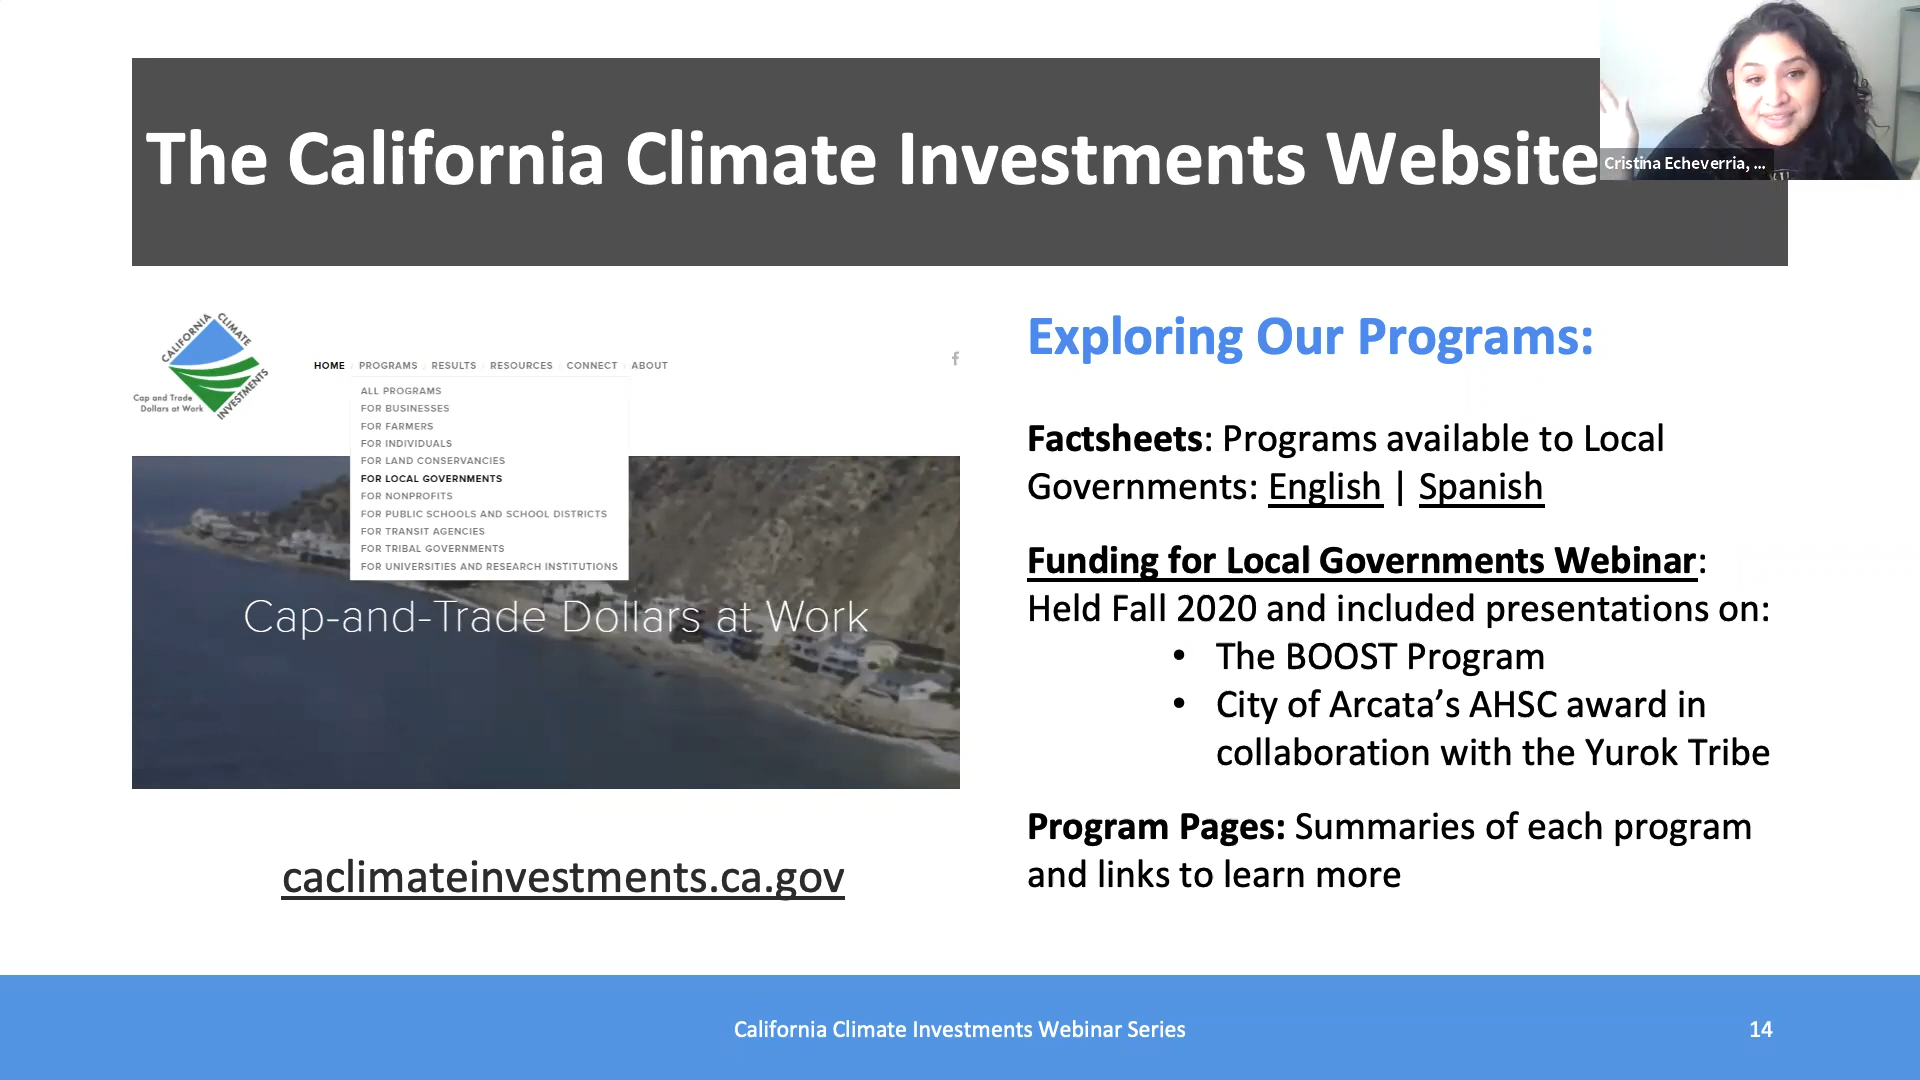 The California Climate Investments Website
Cristina Echeverria, ...
CALIFORNIA CLIMATE INVESTMENTS
Cap and Trade
Dollars at Work
HOME / PROGRAMS / RESULTS / RESOURCES / CONNECT / ABOUT
ALL PROGRAMS
FOR BUSINESSES
FOR FARMERS
FOR INDIVIDUALS
FOR LAND CONSERVANCIES
FOR LOCAL GOVERNMENTS
FOR NONPROFITS
FOR PUBLIC SCHOOLS AND SCHOOL DISTRICTS
FOR TRANSIT AGENCIES
FOR TRIBAL GOVERNMENTS
FOR UNIVERSITIES AND RESEARCH INSTITUTIONS
Cap-and-Trade Dollars at Work
caclimateinvestments.ca.gov
Exploring Our Programs:
Factsheets: Programs available to Local
Governments: English | Spanish
Funding for Local Governments Webinar:
Held Fall 2020 and included presentations on:
• The BOOST Program
• City of Arcata’s AHSC award in
collaboration with the Yurok Tribe
Program Pages: Summaries of each program
and links to learn more
California Climate Investments Webinar Series
14